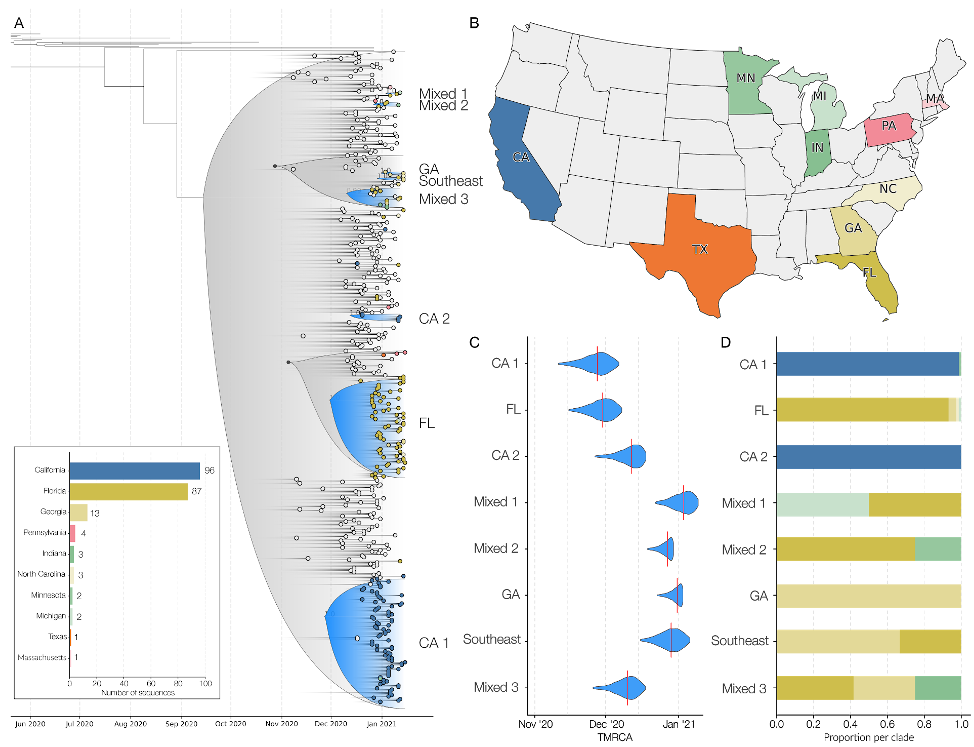 A
Mixed 1
Mixed 2
GA
Southeast
Mixed 3
CA 2
FL
CA 1
California 96
Florida 87
Georgia 13
Pennsylvania 4
Indiana 3
North Carolina 3
Minnesota 2
Michigan 2
Texas 1
Massachusetts 1
0 20 40 60 80 100
Number of sequences
Jun 2020 Jul 2020 Aug 2020 Sep 2020 Oct 2020 Nov 2020 Dec 2020 Jan 2021
B
MN
MI
MA
PA
IN
CA
NC
GA
TX
FL
C
CA 1
FL
CA 2
Mixed 1
Mixed 2
GA
Southeast
Mixed 3
Nov '20 Dec '20 Jan '21
TMRCA
D
CA 1
FL
CA 2
Mixed 1
Mixed 2
GA
Southeast
Mixed 3
0.0 0.2 0.4 0.6 0.8 1.0
Proportion per clade